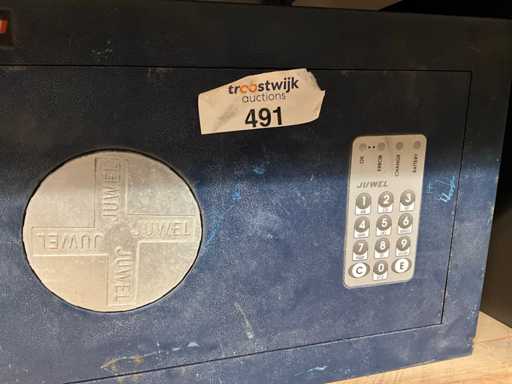 troostwijk
auctions
491
OK ERROR CHANGE BATTERY
JUWEL
1 2 3
4 5 6
7 8 9
C 0 E
JUWEL
JUWEL
JUWEL
JUWEL